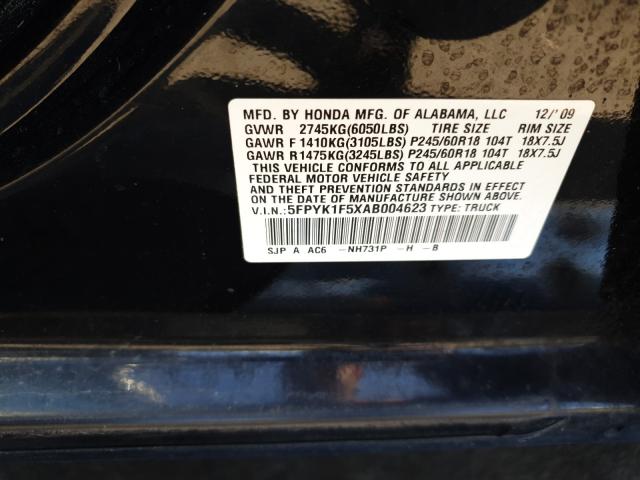 MFD. BY HONDA MFG. OF ALABAMA, LLC 12/'09
GVWR 2745KG(6050LBS) TIRE SIZE RIM SIZE
GAWR F 1410KG(3105LBS) P245/60R18 104T 18X7.5J
GAWR R 1475KG(3245LBS) P245/60R18 104T 18X7.5J
THIS VEHICLE CONFORMS TO ALL APPLICABLE
FEDERAL MOTOR VEHICLE SAFETY
AND THEFT PREVENTION STANDARDS IN EFFECT
ON THE DATE OF MANUFACTURE SHOWN ABOVE.
V.I.N.: 5FPYK1F5XAB004623 TYPE: TRUCK
SJP A AC6 -NH731P -H -B